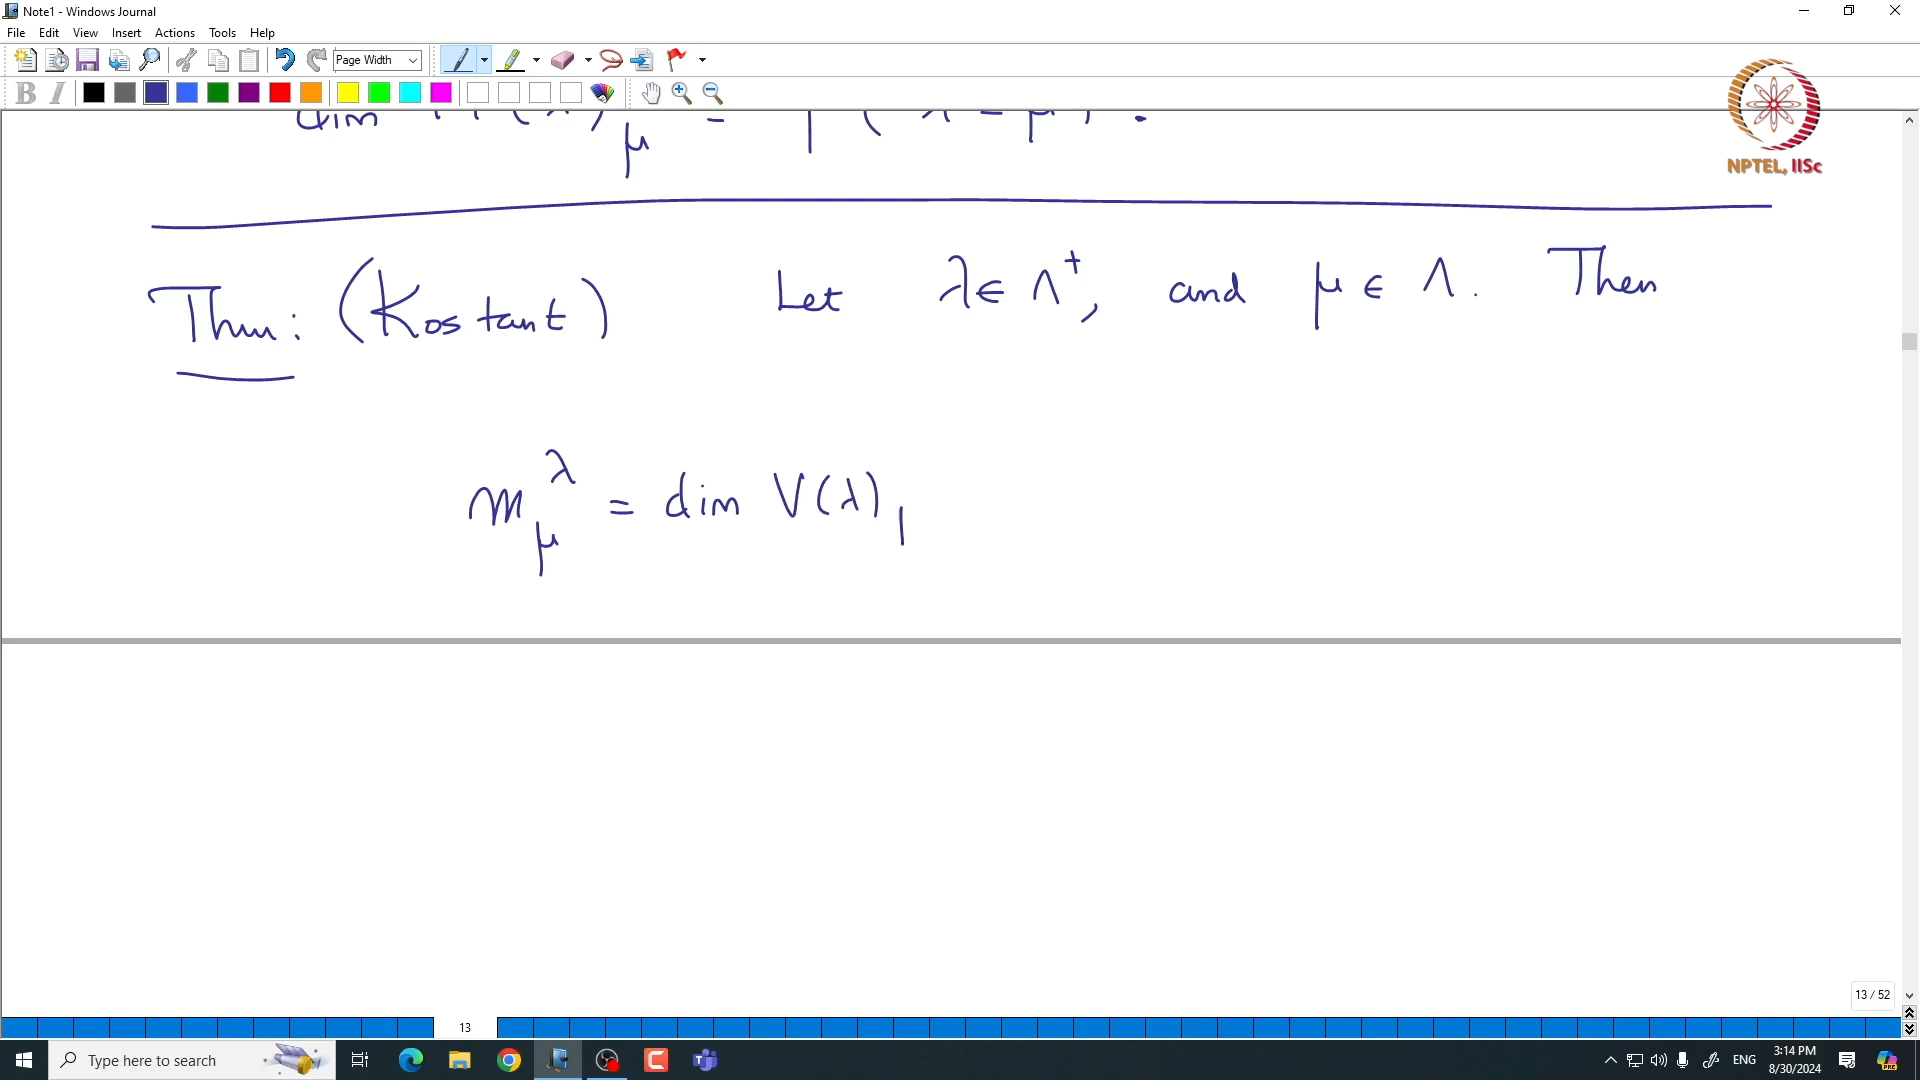 Note1 - Windows Journal
File Edit View Insert Actions Tools Help
Page Width
B I
NPTEL, IISc
dim M(λ)_μ = p(λ - μ).
Thm: (Kostant) Let λ ∈ Λ⁺, and μ ∈ Λ. Then
m_μ^λ = dim V(λ)
13 / 52
13
Type here to search
ENG
3:14 PM
8/30/2024